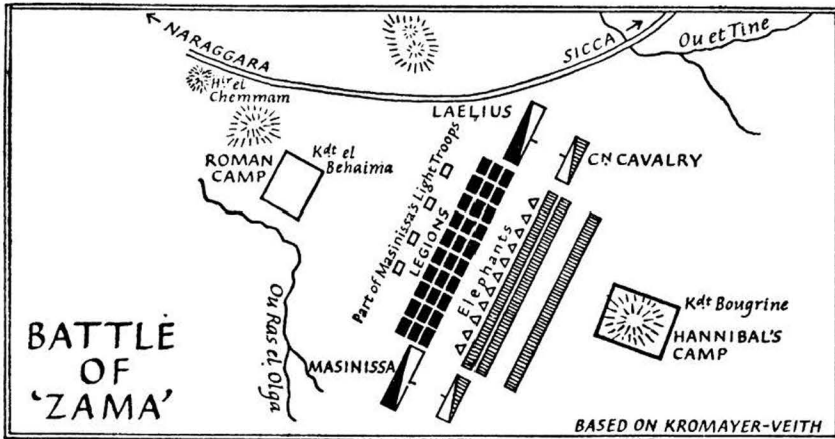 NARAGGARA
SICCA
Ou et Tine
Hir el
Chemmam
LAELIUS
ROMAN
CAMP
Kdt el
Behaima
Part of Masinissa's Light Troops
LEGIONS
Elephants
CN CAVALRY
Kdt Bougrine
HANNIBAL'S
CAMP
Ou Ras el Olga
MASINISSA
BATTLE
OF
'ZAMA'
BASED ON KROMAYER-VEITH